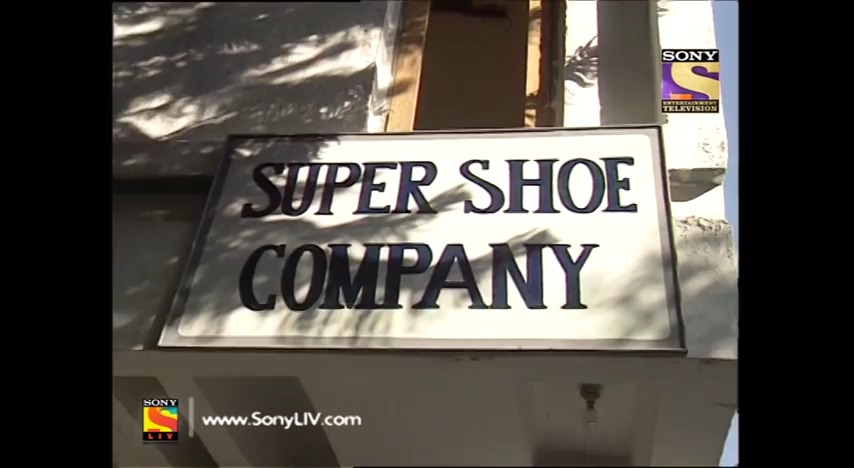 SONY
ENTERTAINMENT
TELEVISION
SUPER SHOE
COMPANY
SONY
LIV
www.SonyLIV.com